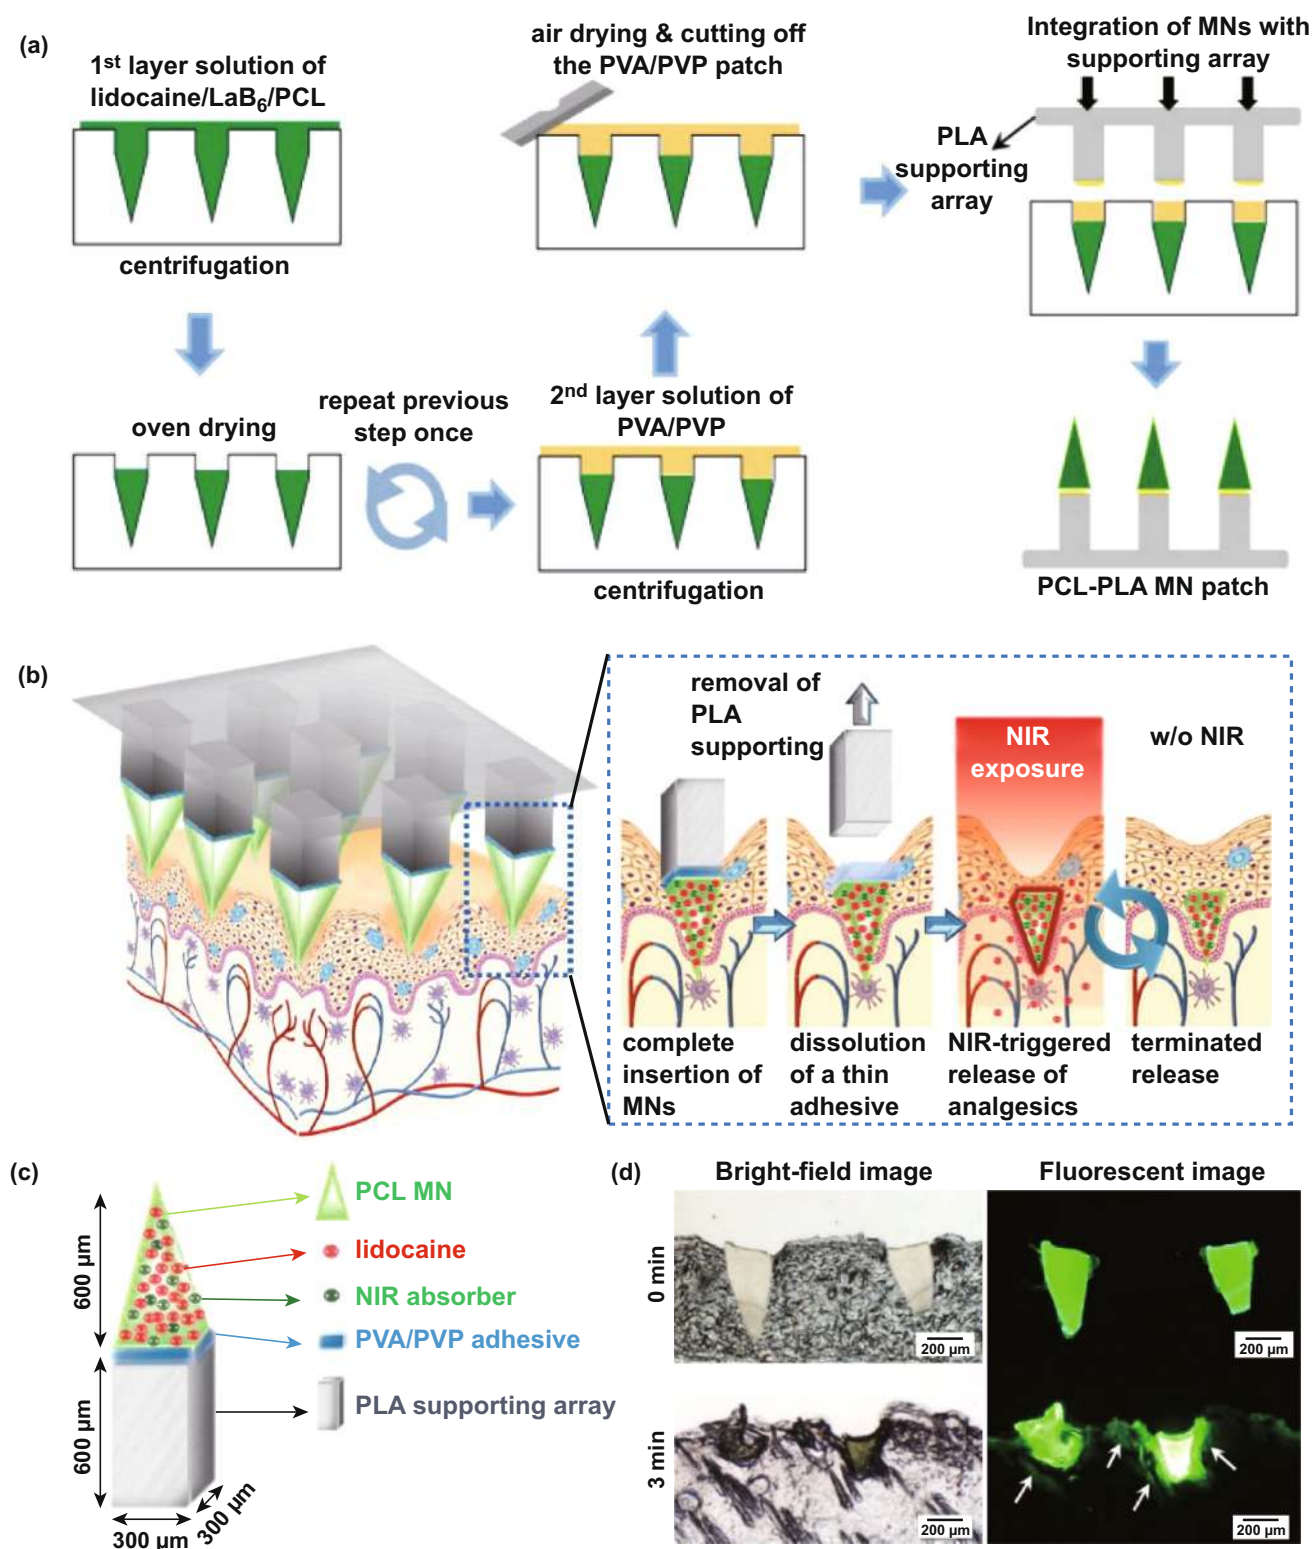 (a)
1st layer solution of
lidocaine/LaB6/PCL
centrifugation
oven drying
repeat previous
step once
2nd layer solution of
PVA/PVP
centrifugation
air drying & cutting off
the PVA/PVP patch
Integration of MNs with
supporting array
PLA
supporting
array
PCL-PLA MN patch
(b)
removal of
PLA
supporting
NIR
exposure
w/o NIR
complete
insertion of
MNs
dissolution
of a thin
adhesive
NIR-triggered
release of
analgesics
terminated
release
(c)
600 µm
600 µm
300 µm
300 µm
PCL MN
lidocaine
NIR absorber
PVA/PVP adhesive
PLA supporting array
(d)
Bright-field image
Fluorescent image
0 min
200 µm
200 µm
3 min
200 µm
200 µm